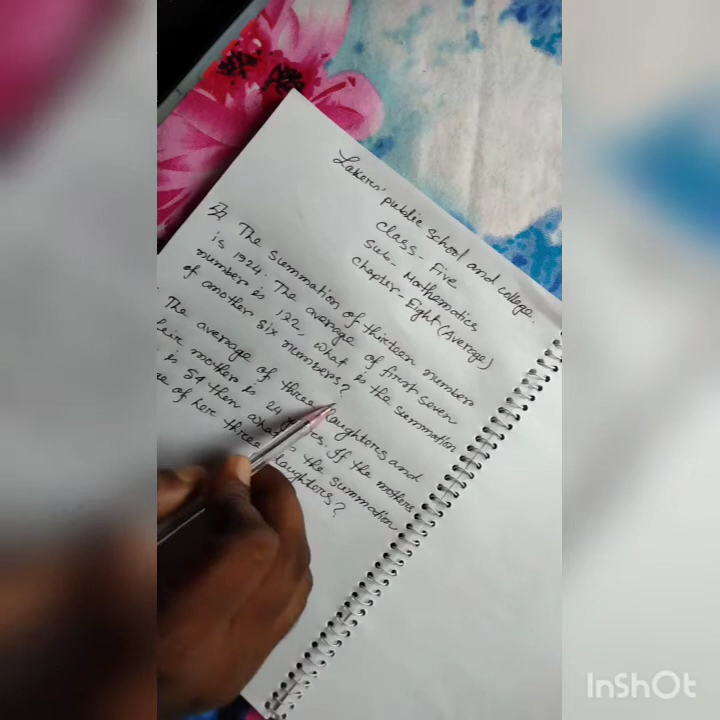 Lakers' public school and college.
Class - Five
Sub:- Mathematics
Chapter - Eight (Average)
The summation of thirteen numbers
is 1924. The average of first seven
number is 122, what is the summation
of another six numbers?
The average of three daughters and
mother is 24. If the mothers
is 54 then what is the summation
of her three daughters?
InShOt